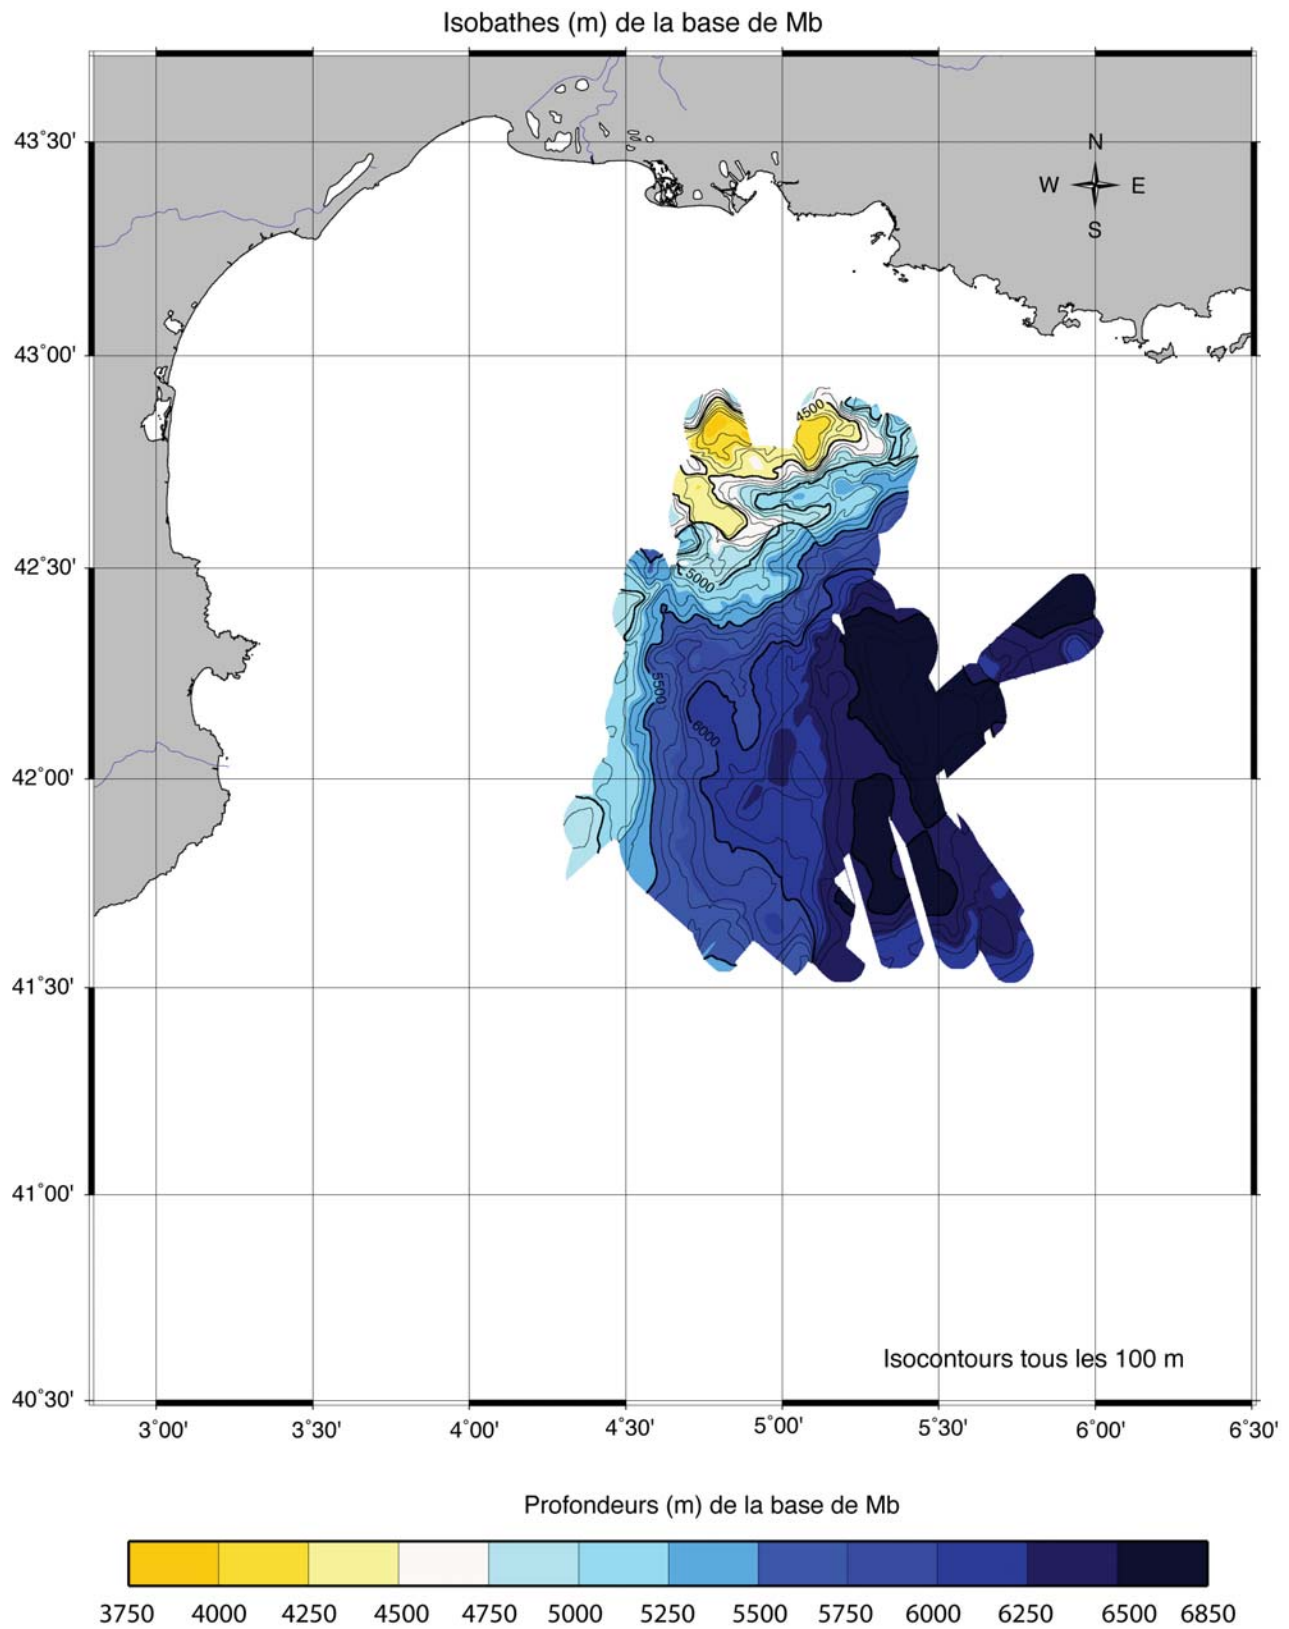 Isobathes (m) de la base de Mb
43˚30'
N
W E
S
43˚00'
4500
42˚30'
5000
5500
6000
42˚00'
41˚30'
41˚00'
Isocontours tous les 100 m
40˚30'
3˚00' 3˚30' 4˚00' 4˚30' 5˚00' 5˚30' 6˚00' 6˚30'
Profondeurs (m) de la base de Mb
3750 4000 4250 4500 4750 5000 5250 5500 5750 6000 6250 6500 6850